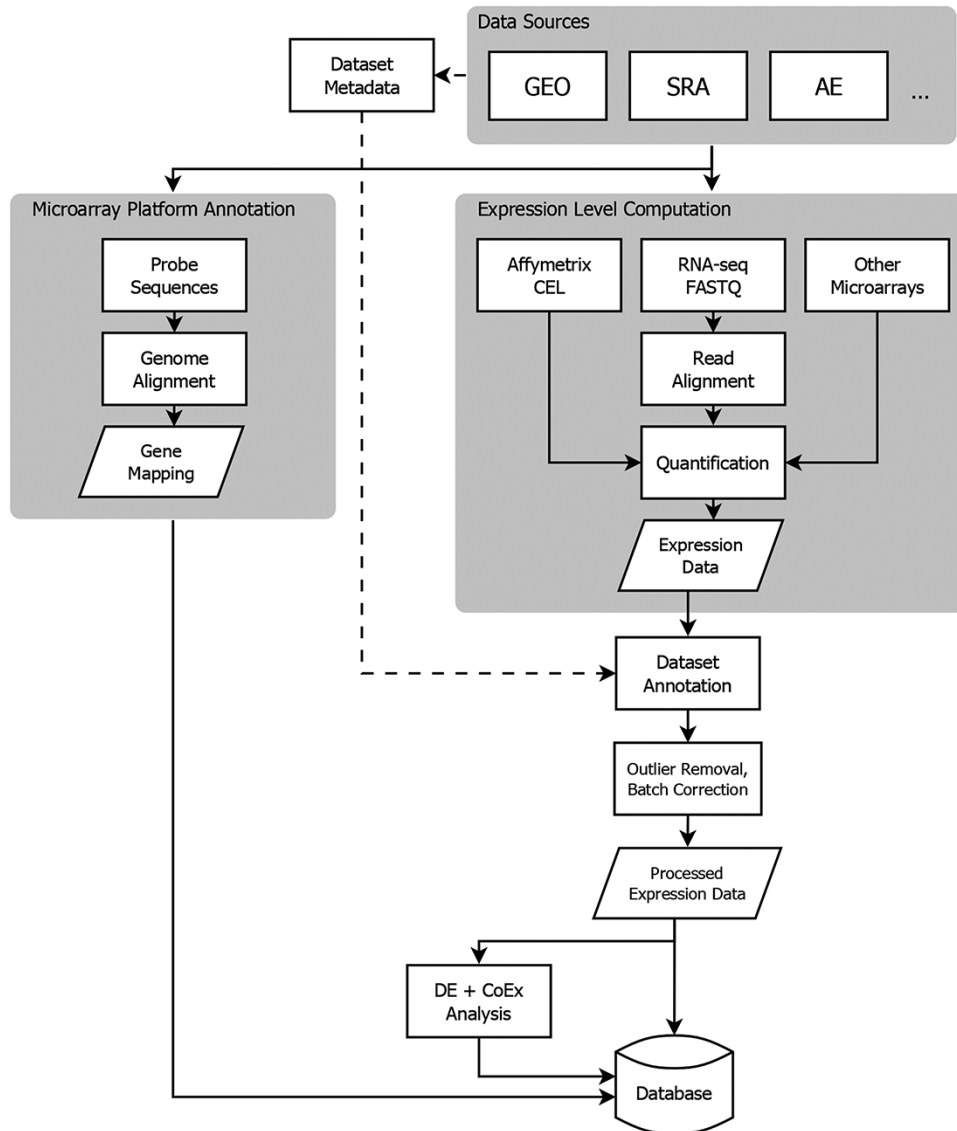 Data Sources
Dataset
Metadata
GEO
SRA
AE
...
Microarray Platform Annotation
Probe
Sequences
Genome
Alignment
Gene
Mapping
Expression Level Computation
Affymetrix
CEL
RNA-seq
FASTQ
Other
Microarrays
Read
Alignment
Quantification
Expression
Data
Dataset
Annotation
Outlier Removal,
Batch Correction
Processed
Expression Data
DE + CoEx
Analysis
Database